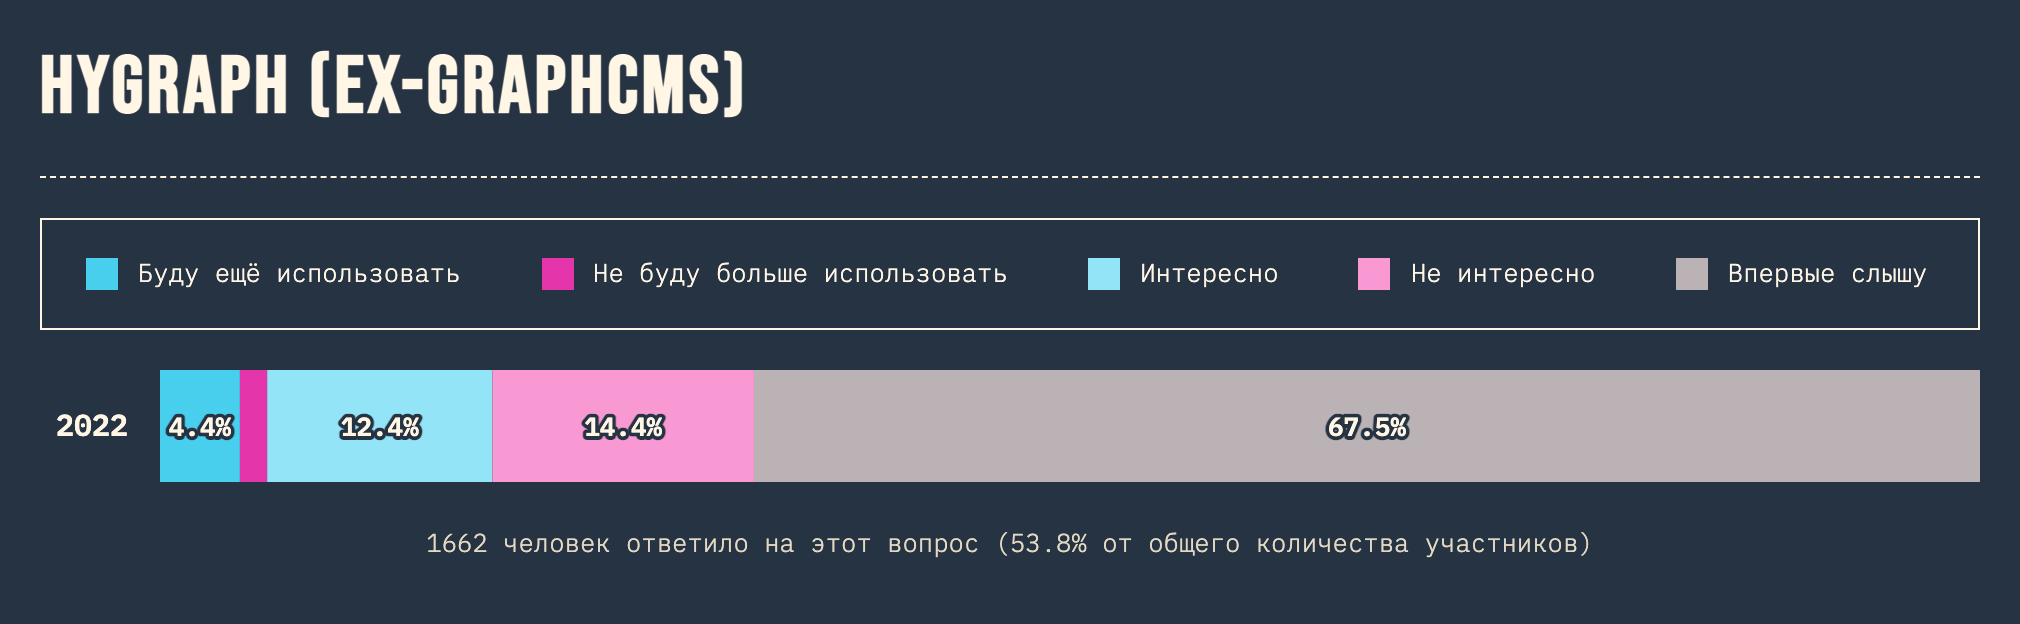 HYGRAPH (EX-GRAPHCMS)
Буду ещё использовать Не буду больше использовать Интересно Не интересно Впервые слышу
2022 4.4% 12.4% 14.4% 67.5%
1662 человек ответило на этот вопрос (53.8% от общего количества участников)